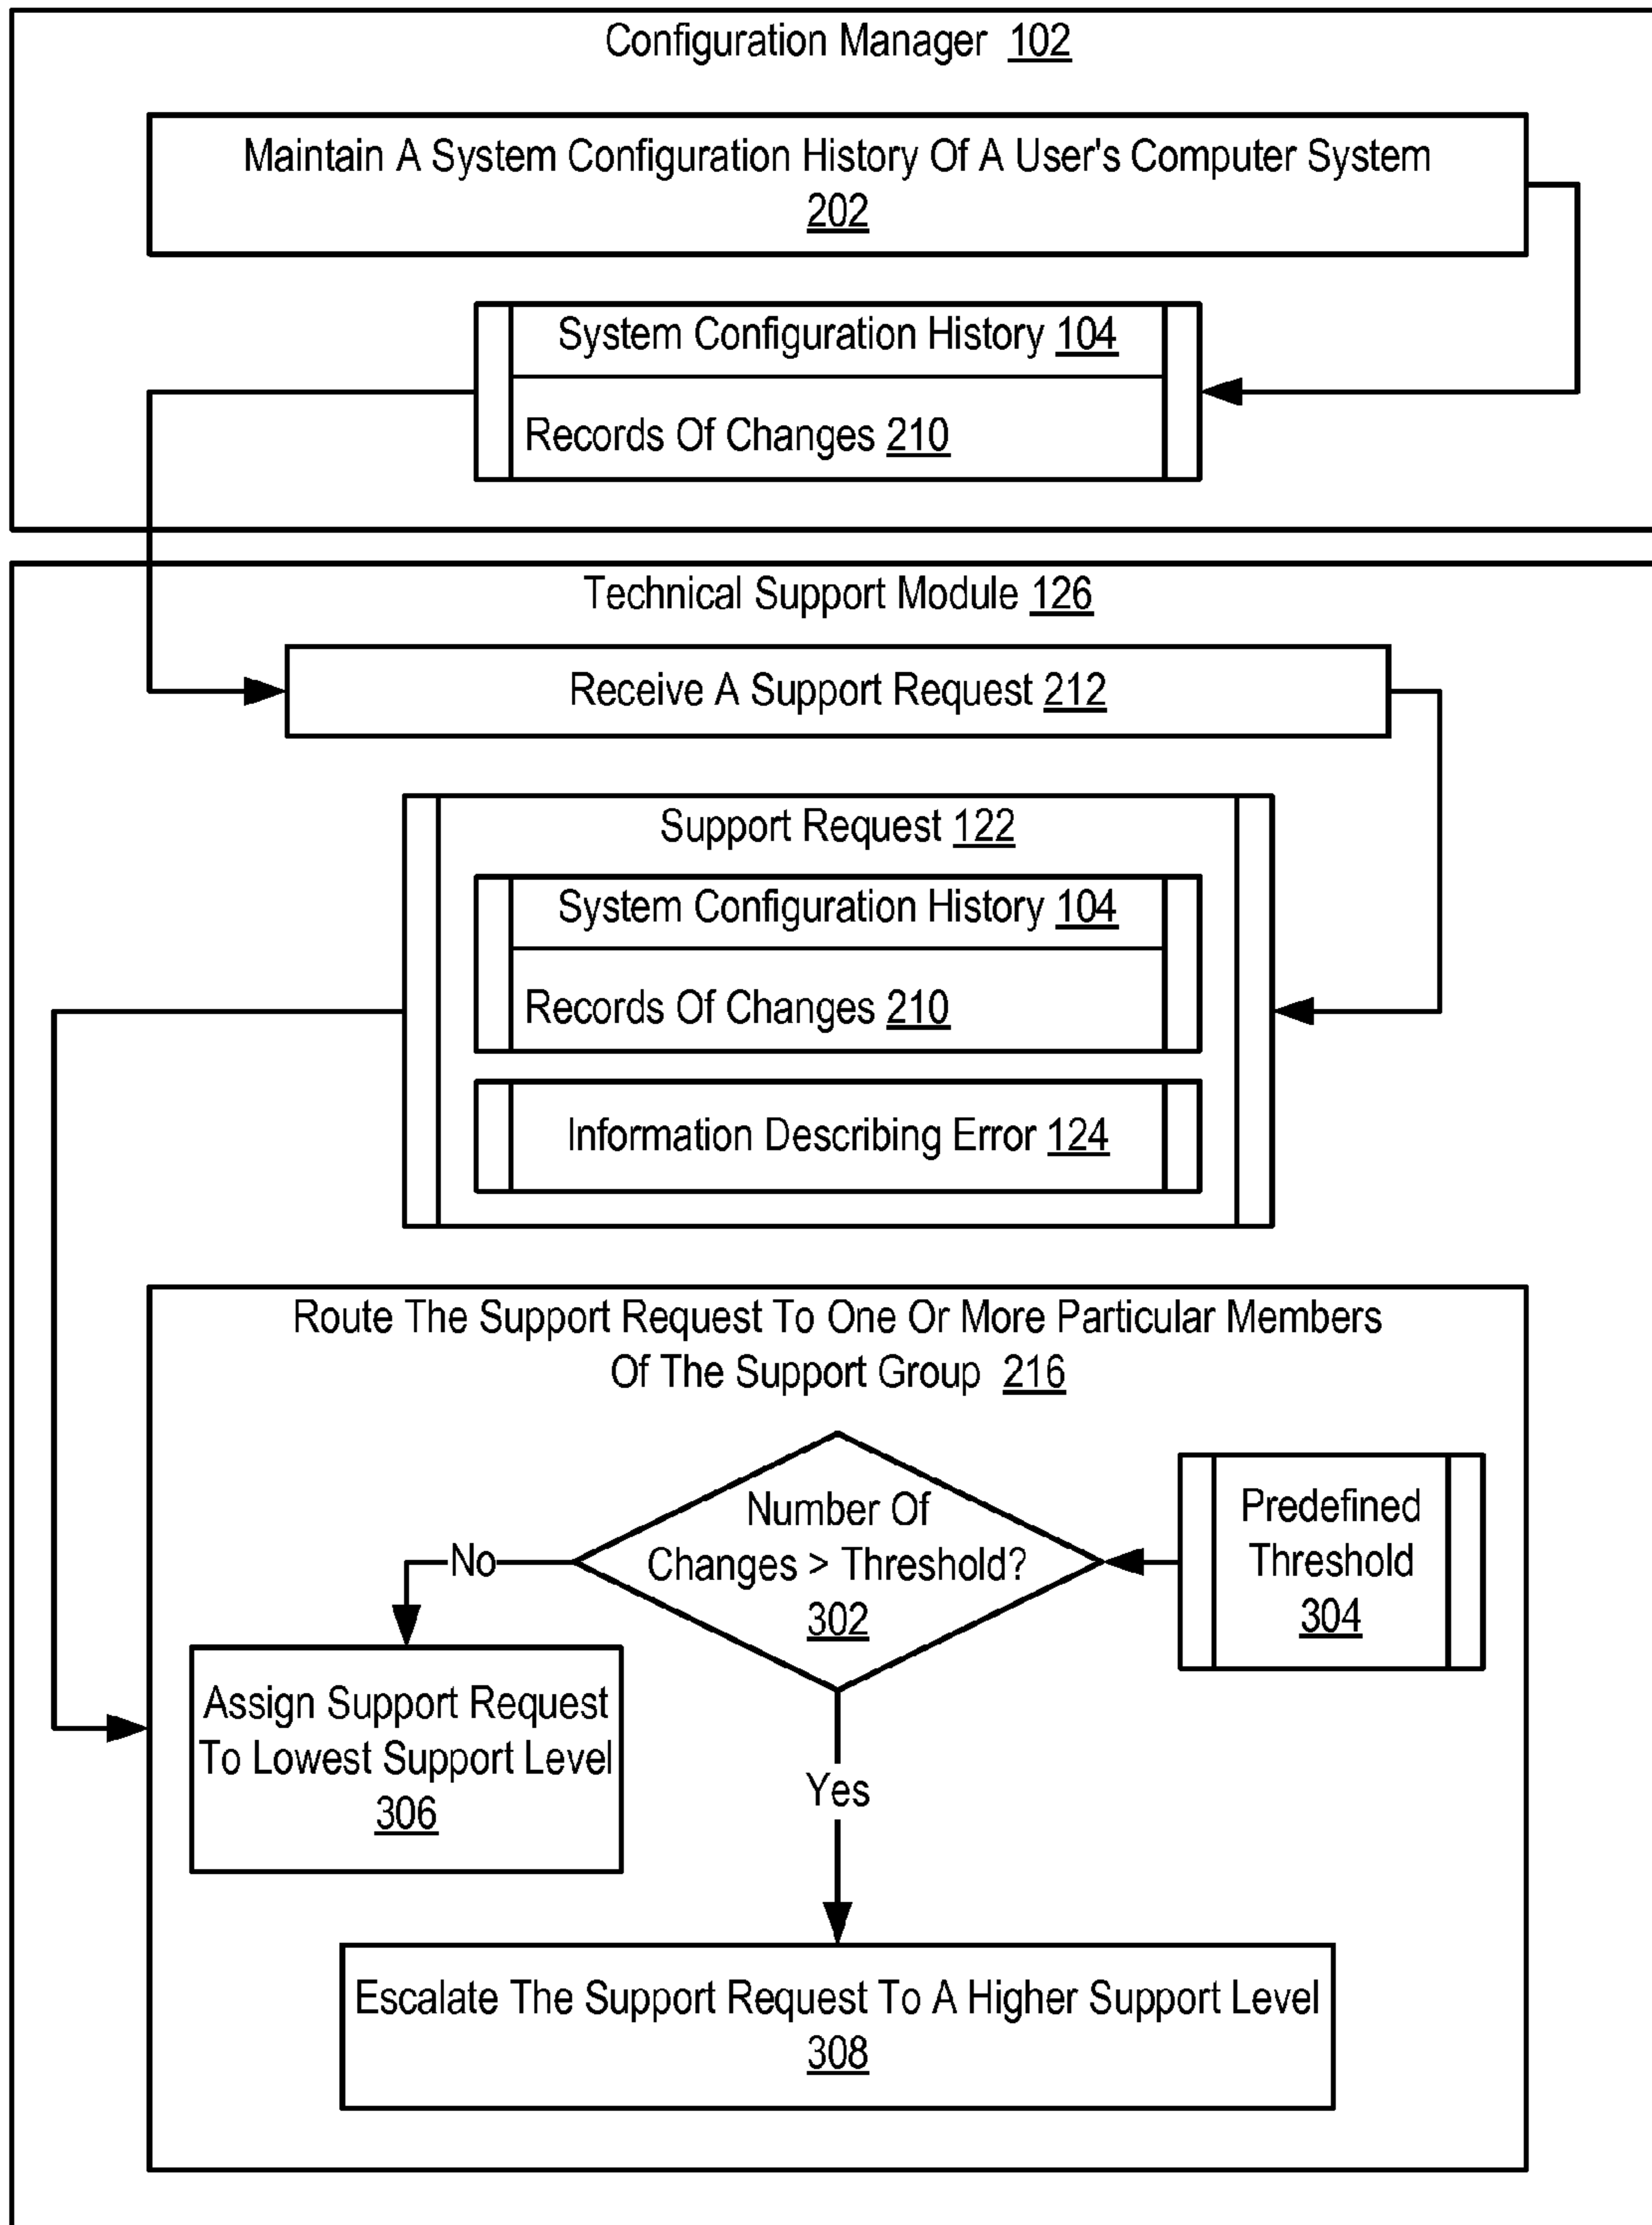 Configuration Manager 102
Maintain A System Configuration History Of A User's Computer System
202
System Configuration History 104
Records Of Changes 210
Technical Support Module 126
Receive A Support Request 212
Support Request 122
System Configuration History 104
Records Of Changes 210
Information Describing Error 124
Route The Support Request To One Or More Particular Members
Of The Support Group 216
Number Of
Changes > Threshold?
302
Predefined
Threshold
304
No
Assign Support Request
To Lowest Support Level
306
Yes
Escalate The Support Request To A Higher Support Level
308